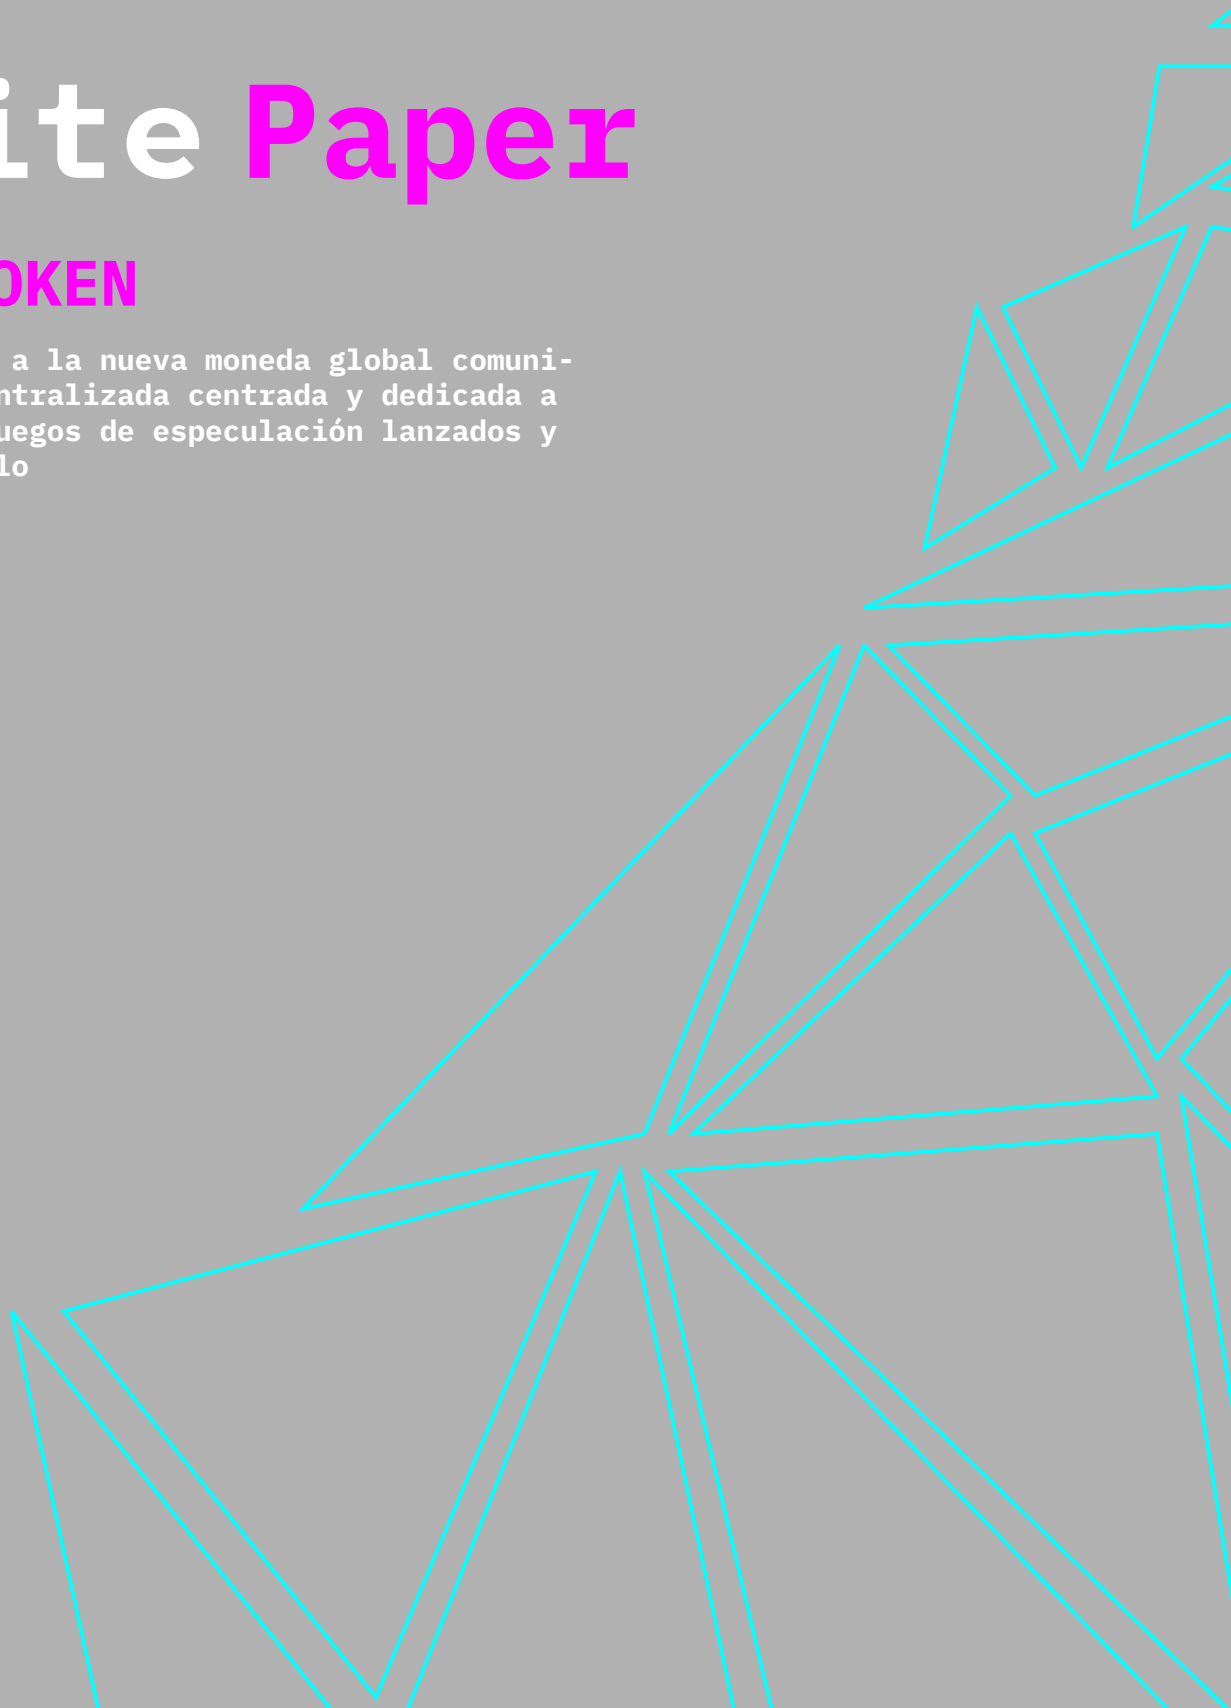 ite Paper
OKEN
a la nueva moneda global comuni-
ntralizada centrada y dedicada a
uegos de especulación lanzados y
lo